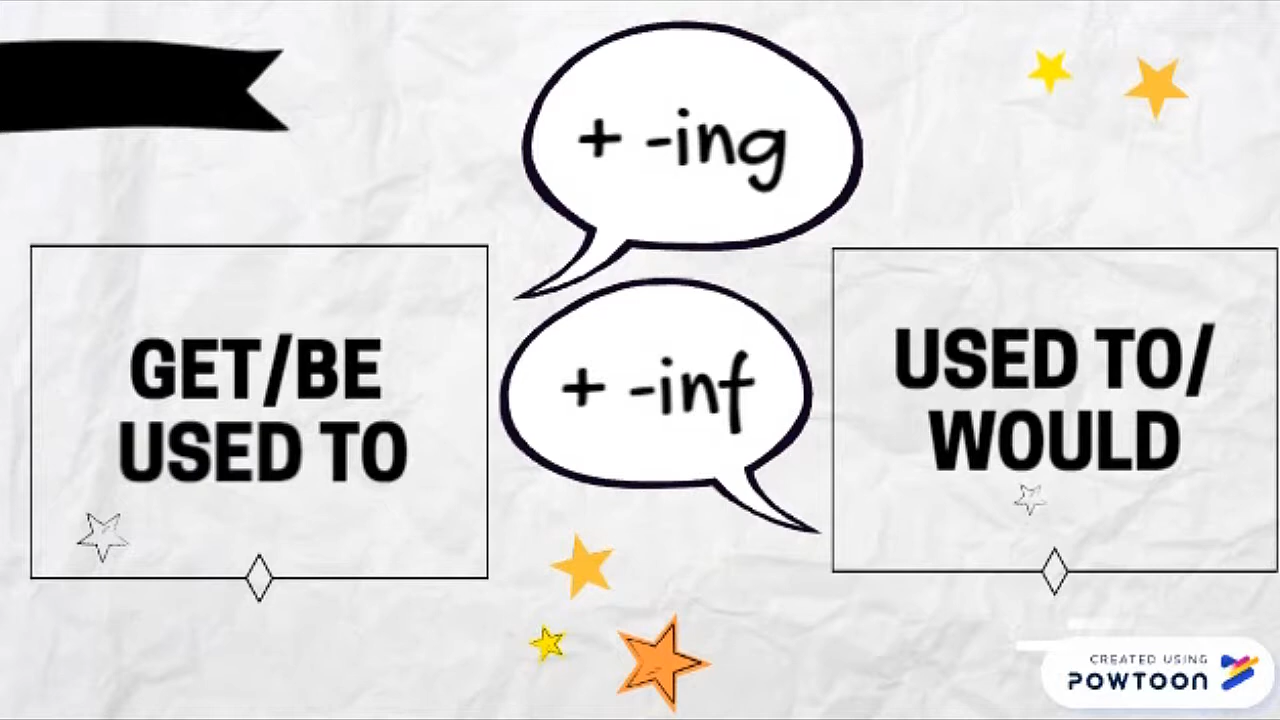 + -ing
GET/BE
USED TO
+ -inf
USED TO/
WOULD
CREATED USING
POWTOON